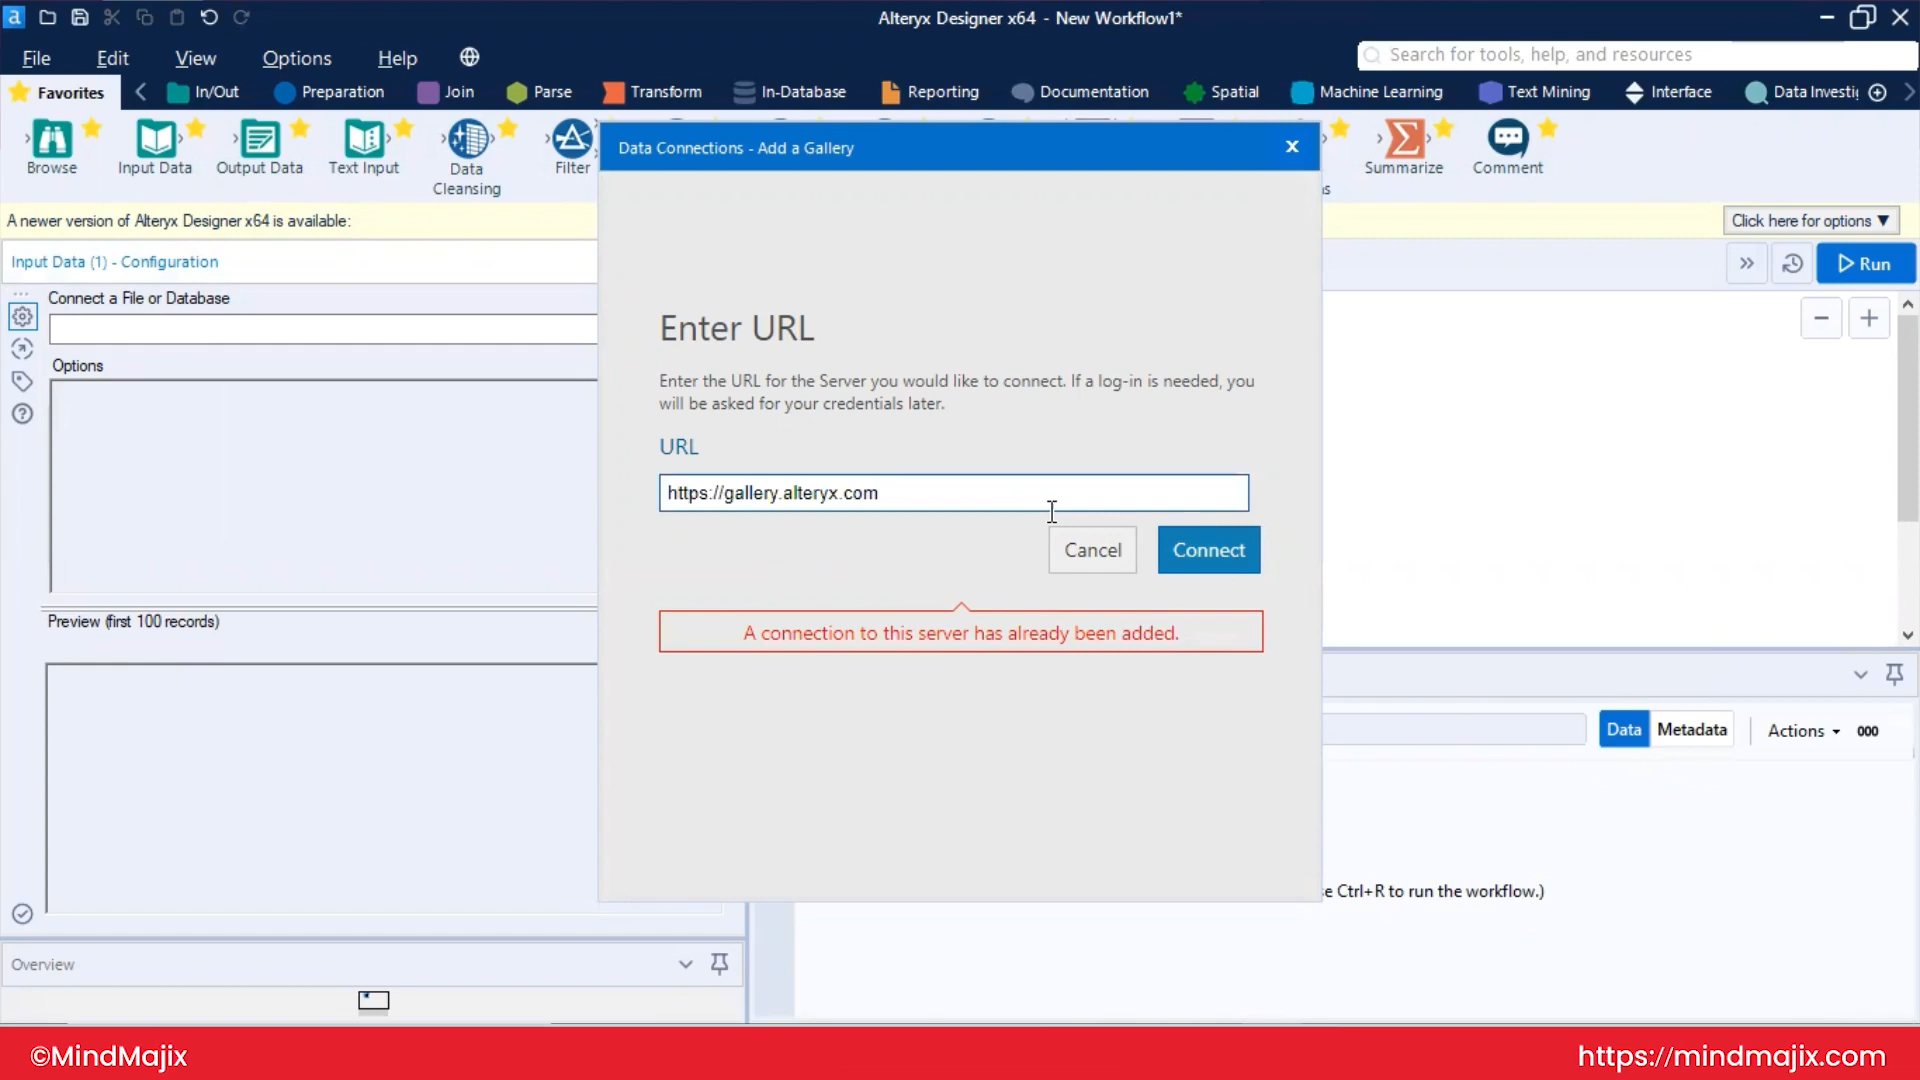 a
Alteryx Designer x64 - New Workflow1*
File Edit View Options Help
Search for tools, help, and resources
Favorites In/Out Preparation Join Parse Transform In-Database Reporting Documentation Spatial Machine Learning Text Mining Interface Data Investi
Browse Input Data Output Data Text Input Data Cleansing Filter Summarize Comment
A newer version of Alteryx Designer x64 is available:
Click here for options ▼
Input Data (1) - Configuration
Run
Connect a File or Database
Options
Preview (first 100 records)
Overview
Data Connections - Add a Gallery
x
Enter URL
Enter the URL for the Server you would like to connect. If a log-in is needed, you
will be asked for your credentials later.
URL
https://gallery.alteryx.com
Cancel
Connect
A connection to this server has already been added.
Data Metadata Actions 000
Ctrl+R to run the workflow.)
©MindMajix
https://mindmajix.com